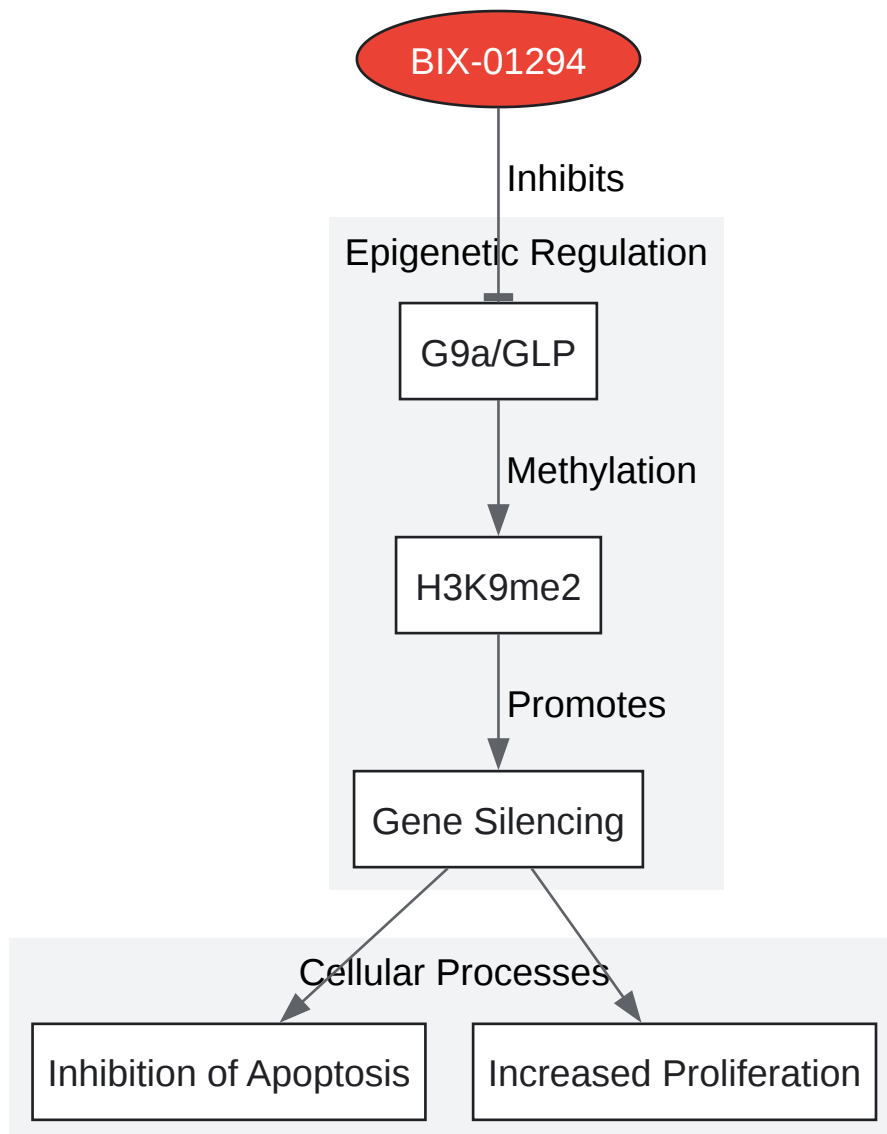 BIX-01294
Inhibits
Epigenetic Regulation
G9a/GLP
Methylation
H3K9me2
Promotes
Gene Silencing
Cellular Processes
Inhibition of Apoptosis
Increased Proliferation